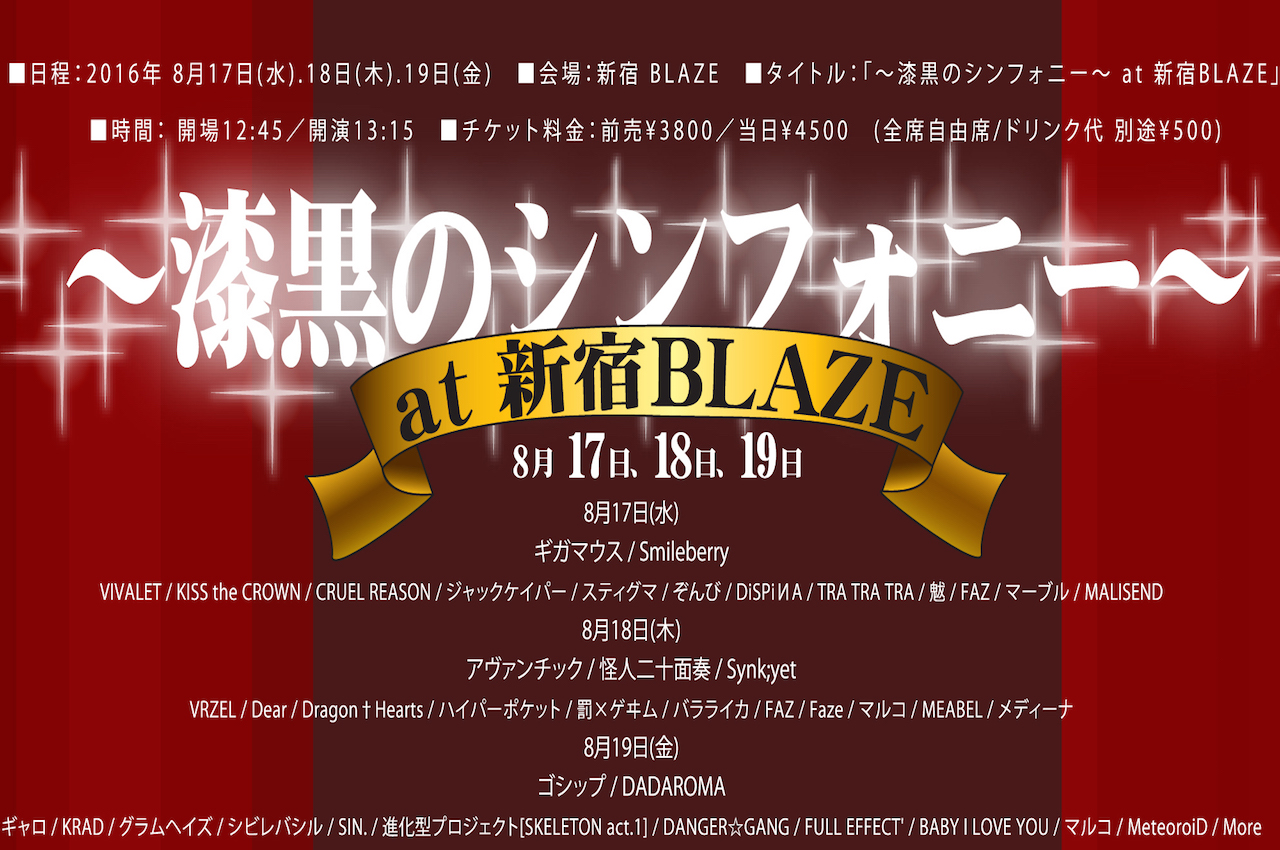 ■日程：2016年 8月17日(水).18日(木).19日(金) ■会場：新宿 BLAZE ■タイトル：「～漆黒のシンフォニー～ at 新宿BLAZE」
■時間： 開場12:45／開演13:15 ■チケット料金：前売¥3800／当日¥4500 (全席自由席/ドリンク代 別途¥500)
～漆黒のシンフォニー～
at 新宿BLAZE
8月 17日、18日、19日
8月17日(水)
ギガマウス / Smileberry
VIVALET / KISS the CROWN / CRUEL REASON / ジャックケイパー / スティグマ / ぞんび / DiSPiИA / TRA TRA TRA / 魃 / FAZ / マーブル / MALISEND
8月18日(木)
アヴァンチック / 怪人二十面奏 / Synk;yet
VRZEL / Dear / Dragon†Hearts / ハイパーポケット / 罰×ゲヰム / バラライカ / FAZ / Faze / マルコ / MEABEL / メディーナ
8月19日(金)
ゴシップ / DADAROMA
ギャロ / KRAD / グラムヘイズ / シビレバシル / SIN. / 進化型プロジェクト[SKELETON act.1] / DANGER☆GANG / FULL EFFECT' / BABY I LOVE YOU / マルコ / MeteoroiD / More